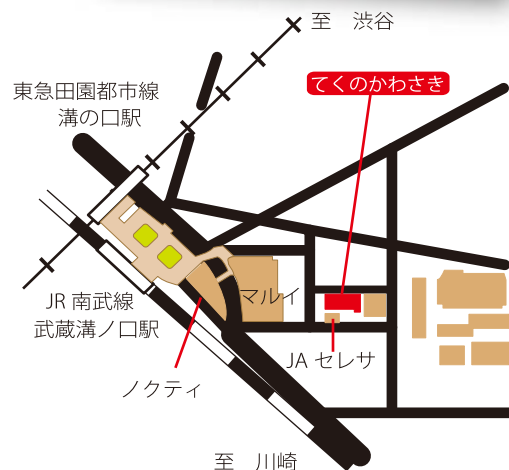 至　渋谷
てくのかわさき
東急田園都市線
溝の口駅
マルイ
JR 南武線
武蔵溝ノ口駅
JA セレサ
ノクティ
至　川崎